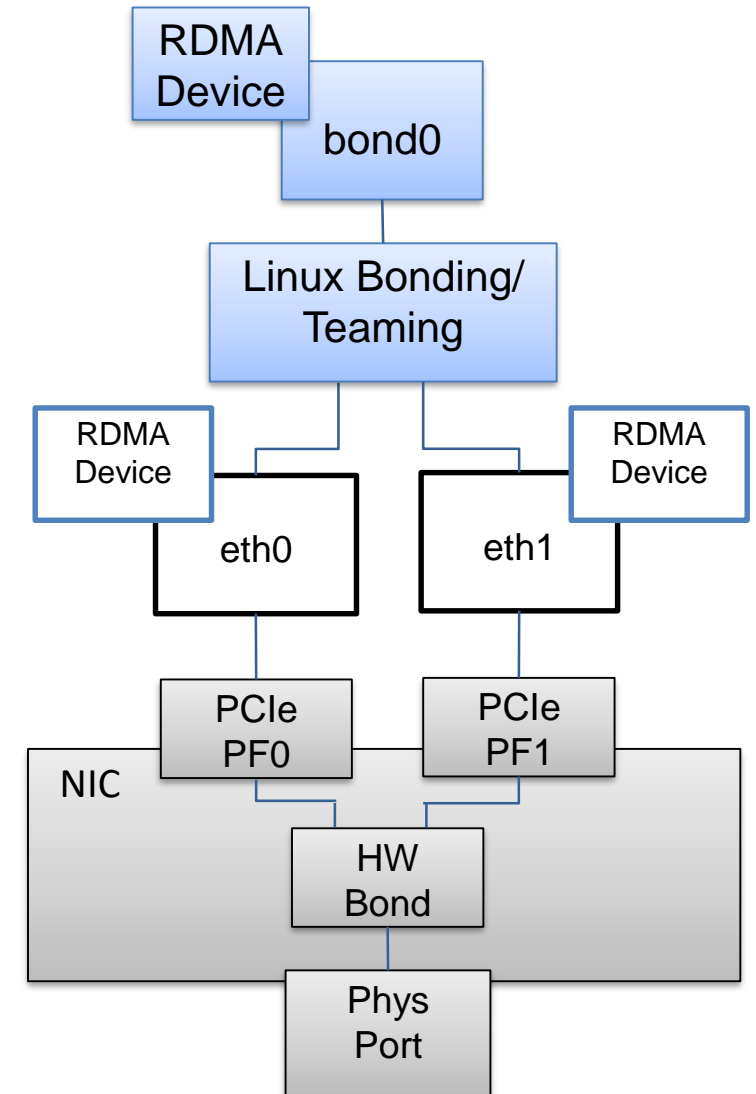 RDMA
Device
bond0
Linux Bonding/
Teaming
RDMA
Device
eth0
RDMA
Device
eth1
PCIe
PF0
PCIe
PF1
NIC
HW
Bond
Phys
Port